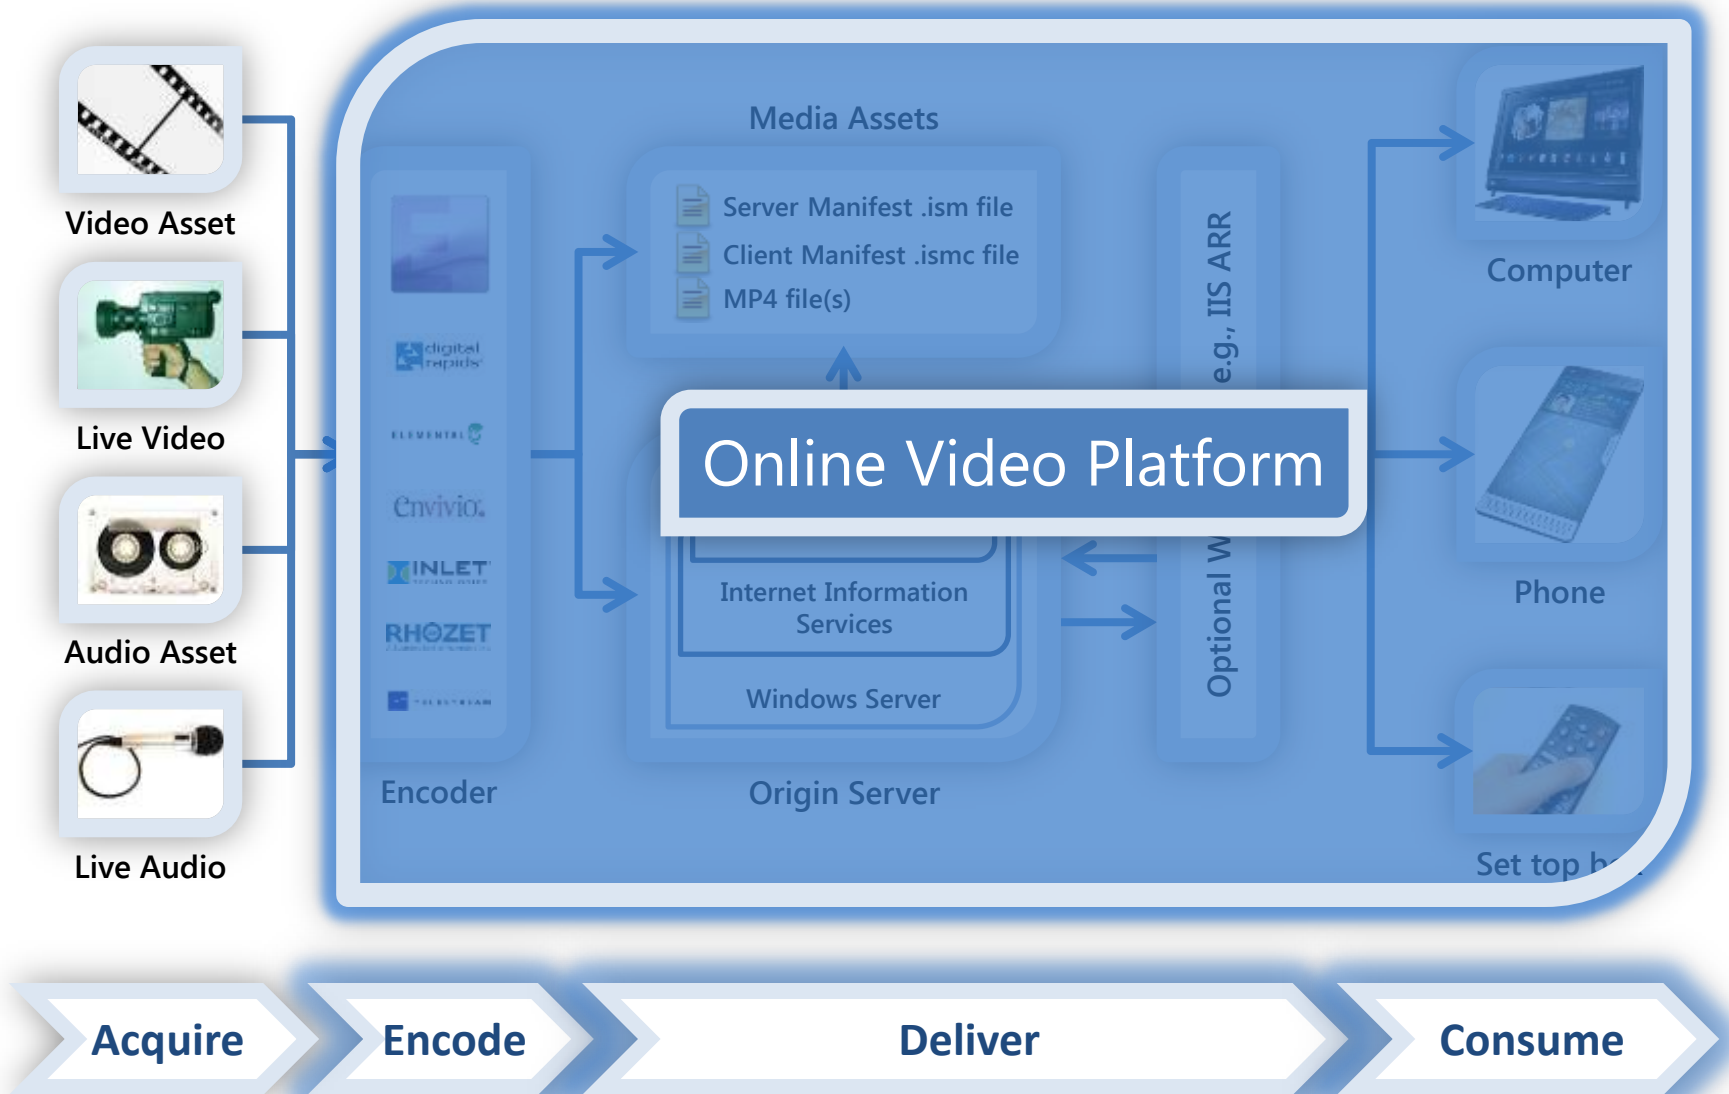 Video Asset
Live Video
Audio Asset
Live Audio
digital
rapids
ELEMENTAL
envivio
INLET
RHOZET
Encoder
Media Assets
Server Manifest .ism file
Client Manifest .ismc file
MP4 file(s)
Online Video Platform
Internet Information
Services
Windows Server
Origin Server
Optional W
e.g., IIS ARR
Computer
Phone
Set top
Acquire
Encode
Deliver
Consume